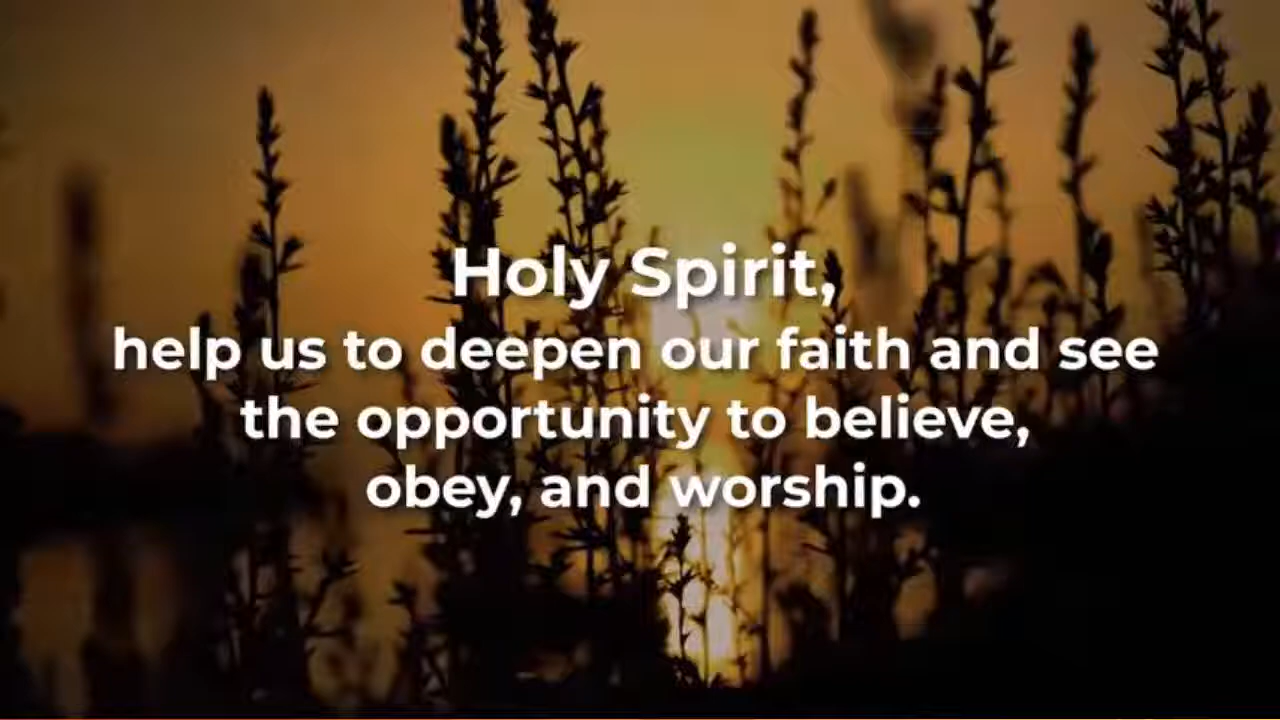 Holy Spirit,
help us to deepen our faith and see
the opportunity to believe,
obey, and worship.